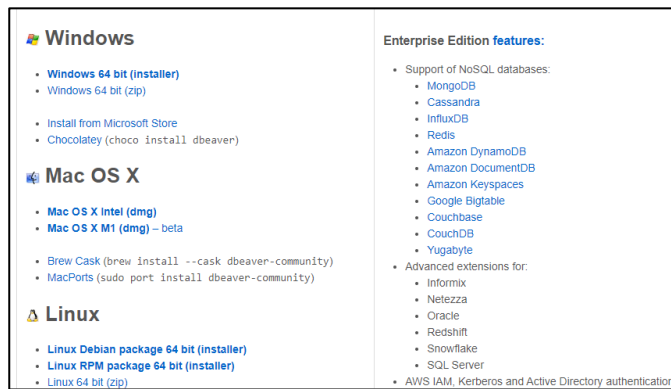 Windows
Windows 64 bit (installer)
Windows 64 bit (zip)
Install from Microsoft Store
Chocolatey (choco install dbeaver)
Mac OS X
Mac OS X Intel (dmg)
Mac OS X M1 (dmg) – beta
Brew Cask (brew install --cask dbeaver-community)
MacPorts (sudo port install dbeaver-community)
Linux
Linux Debian package 64 bit (installer)
Linux RPM package 64 bit (installer)
Linux 64 bit (zip)
Enterprise Edition features:
Support of NoSQL databases:
MongoDB
Cassandra
InfluxDB
Redis
Amazon DynamoDB
Amazon DocumentDB
Amazon Keyspaces
Google Bigtable
Couchbase
CouchDB
Yugabyte
Advanced extensions for:
Informix
Netezza
Oracle
Redshift
Snowflake
SQL Server
AWS IAM, Kerberos and Active Directory authentication